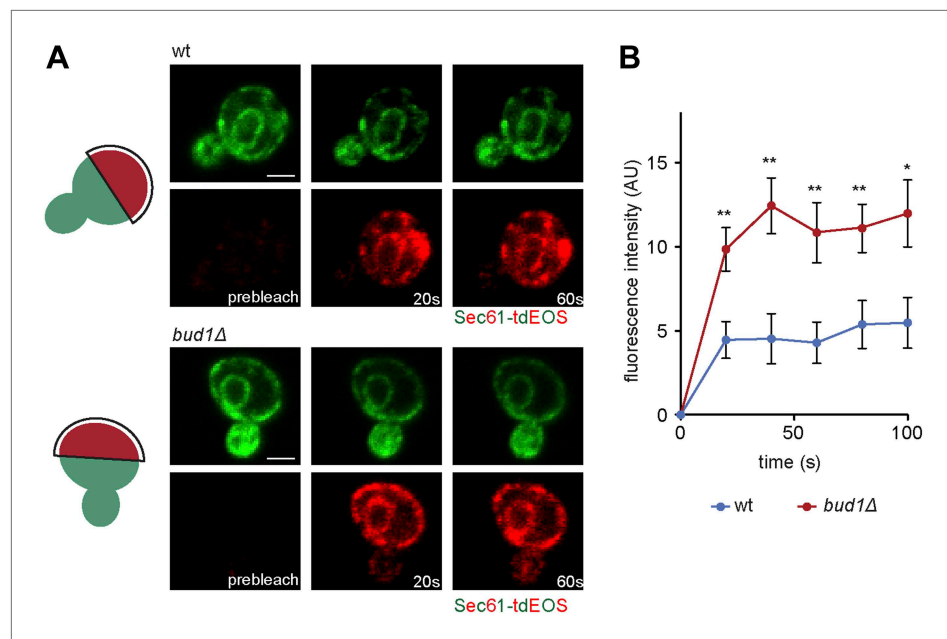 A
wt
prebleach
20s
60s
Sec61-tdEOS
bud1Δ
prebleach
20s
60s
Sec61-tdEOS
B
fluorescence intensity (AU)
15
10
5
0
** ** ** ** *
0 50 100
time (s)
wt bud1Δ